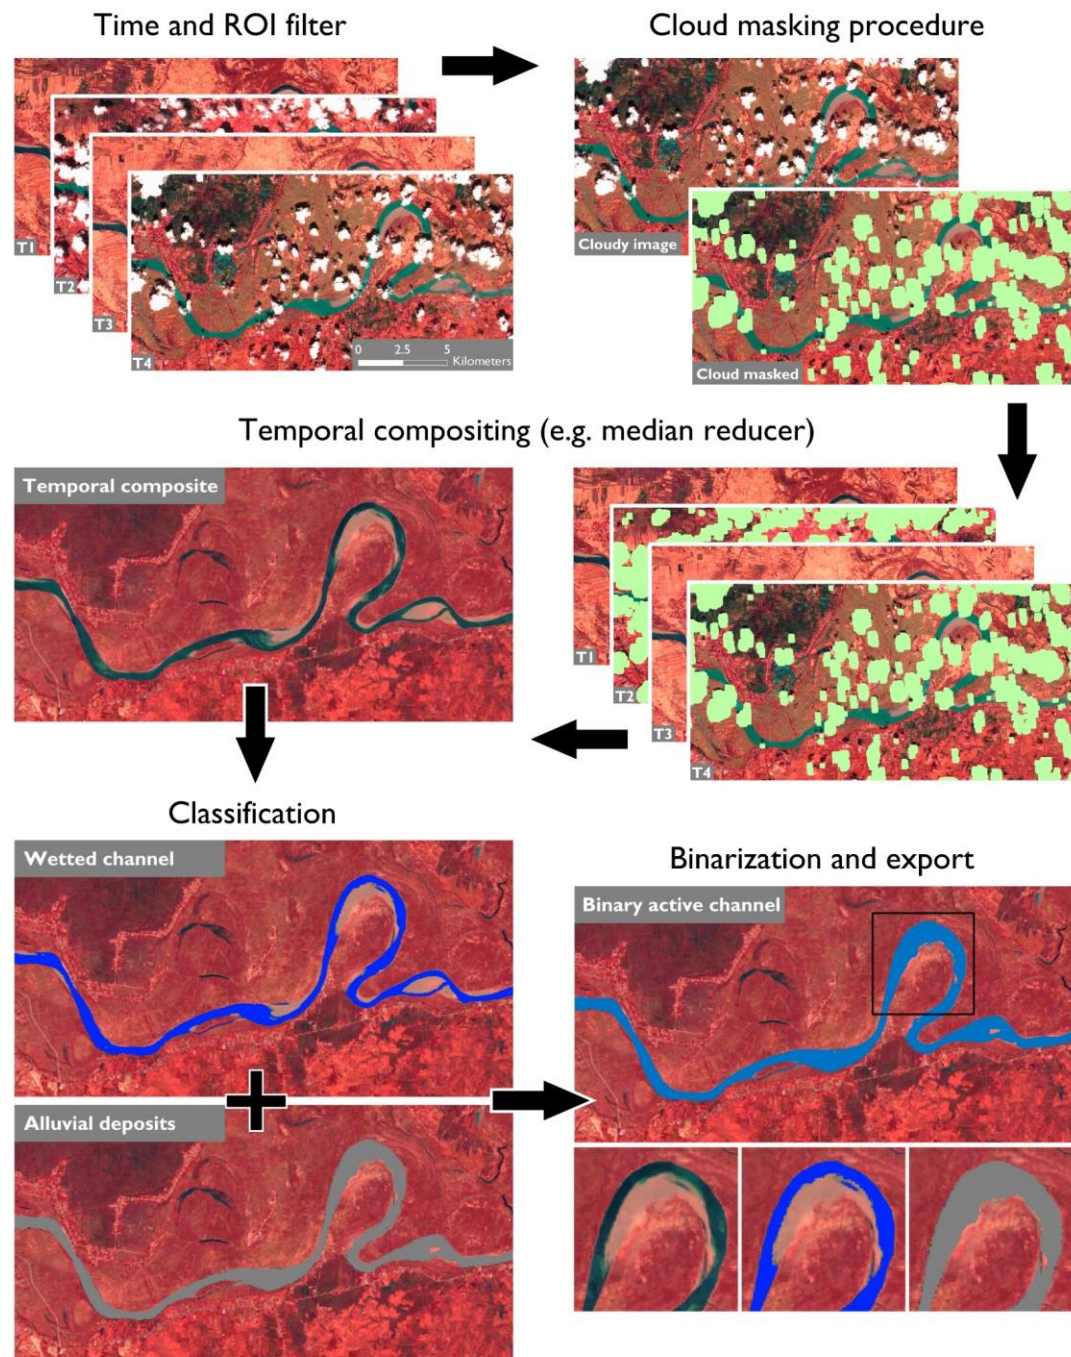 Time and ROI filter
Cloud masking procedure
T1
T2
T3
T4
0 2.5 5
Kilometers
Cloudy image
Cloud masked
Temporal compositing (e.g. median reducer)
Temporal composite
T1
T2
T3
T4
Classification
Wetted channel
Alluvial deposits
Binarization and export
Binary active channel